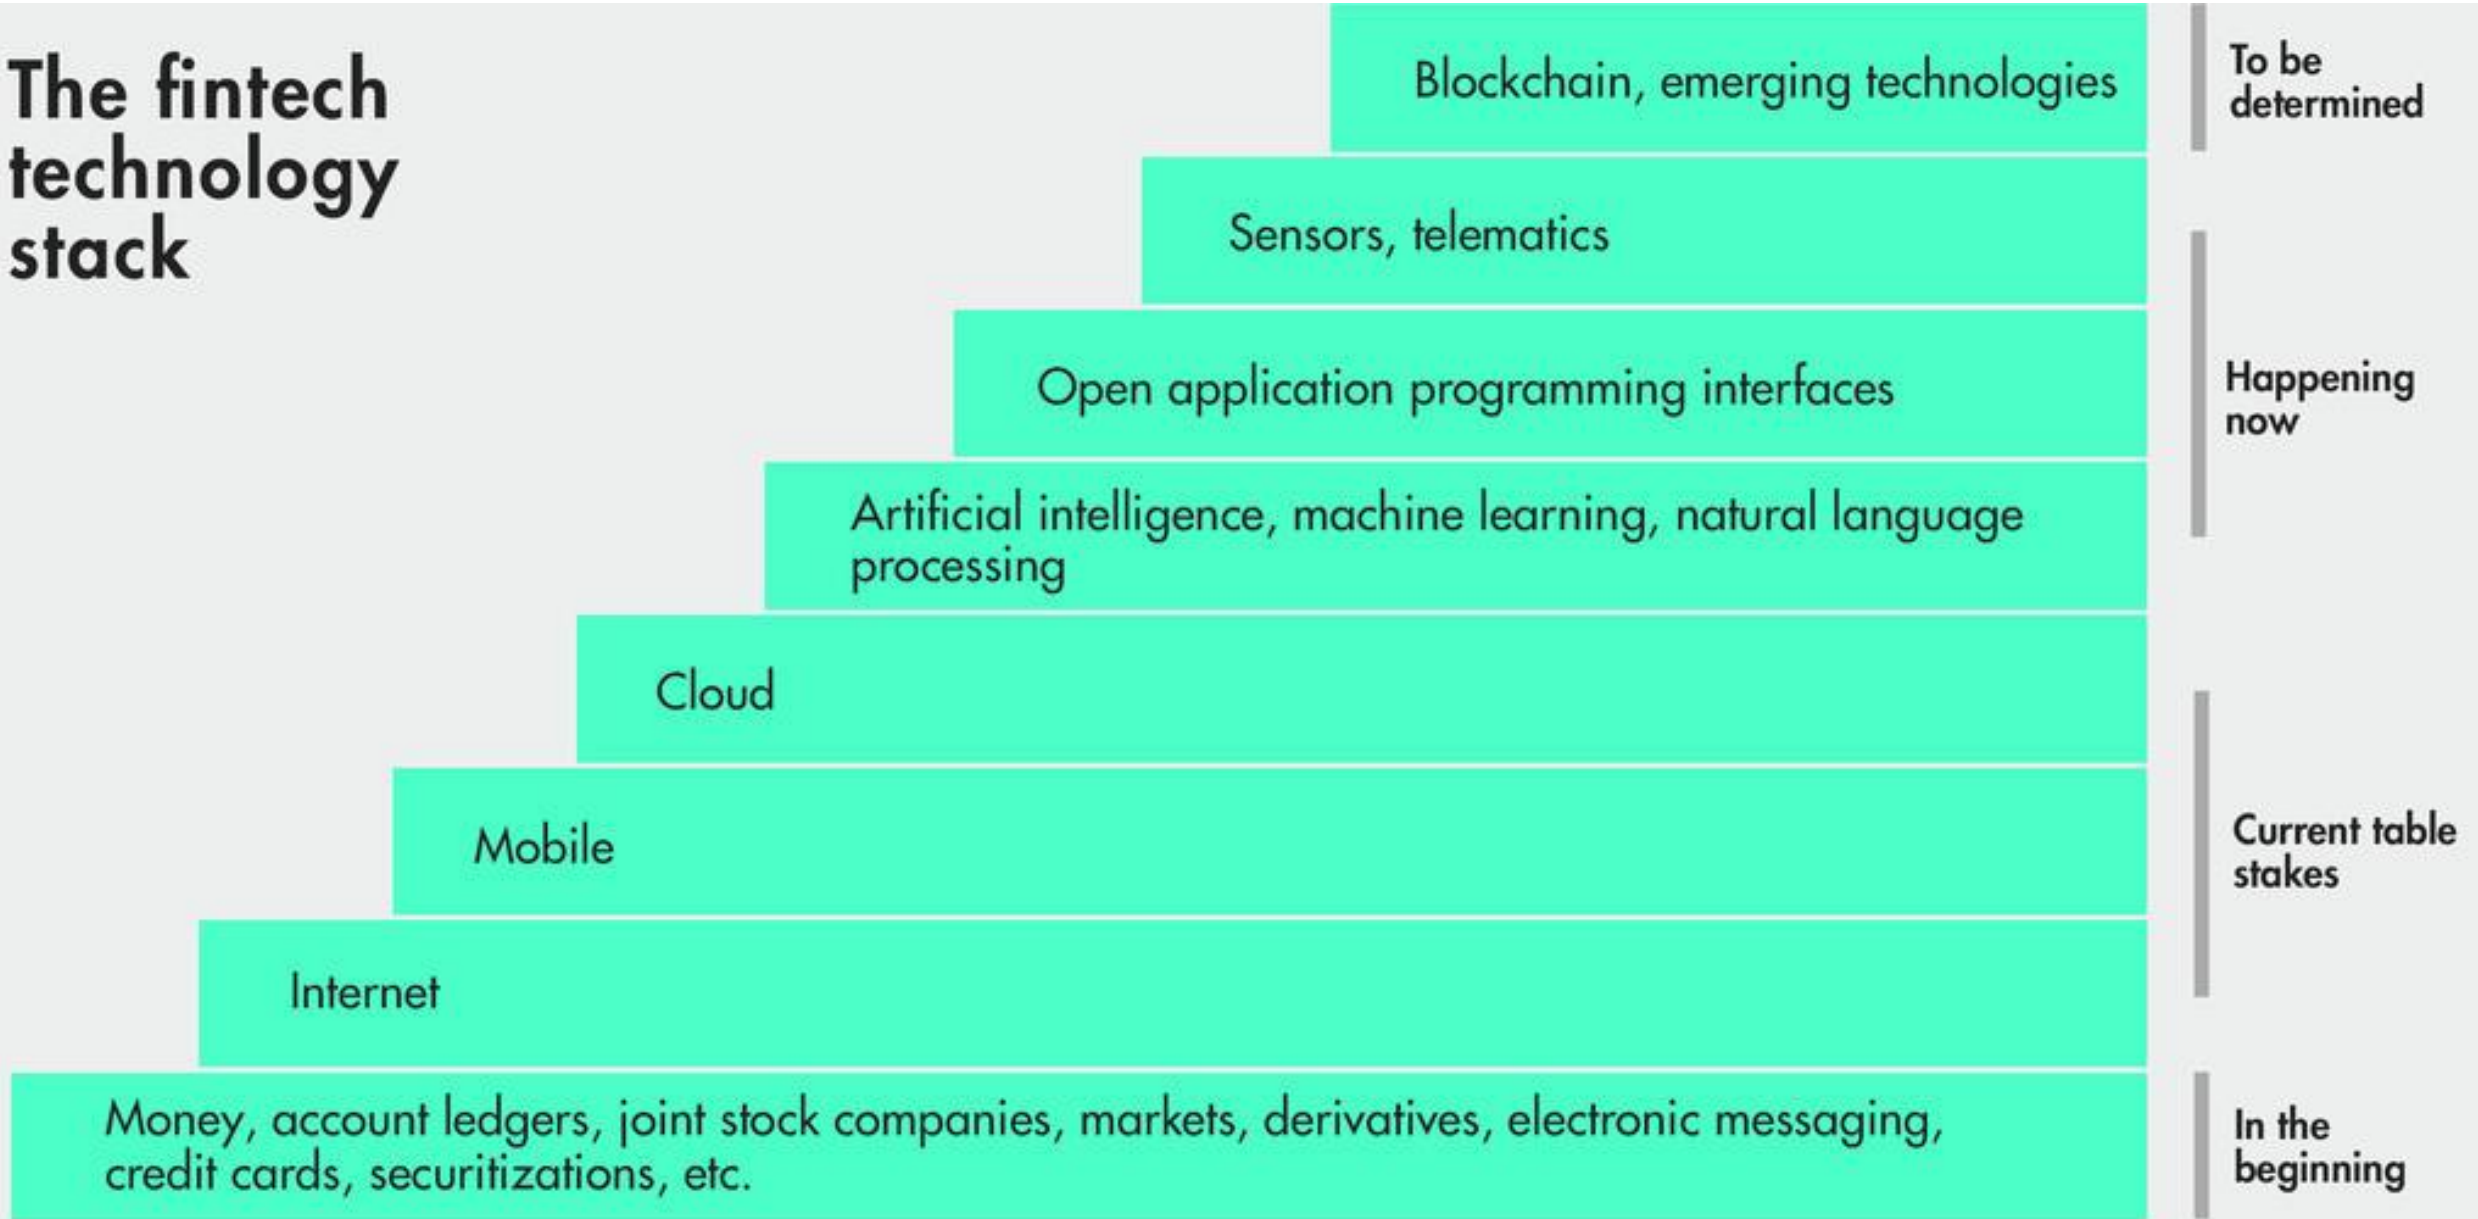 The fintech
technology
stack
Blockchain, emerging technologies
To be
determined
Sensors, telematics
Open application programming interfaces
Happening
now
Artificial intelligence, machine learning, natural language
processing
Cloud
Mobile
Current table
stakes
Internet
Money, account ledgers, joint stock companies, markets, derivatives, electronic messaging,
credit cards, securitizations, etc.
In the
beginning